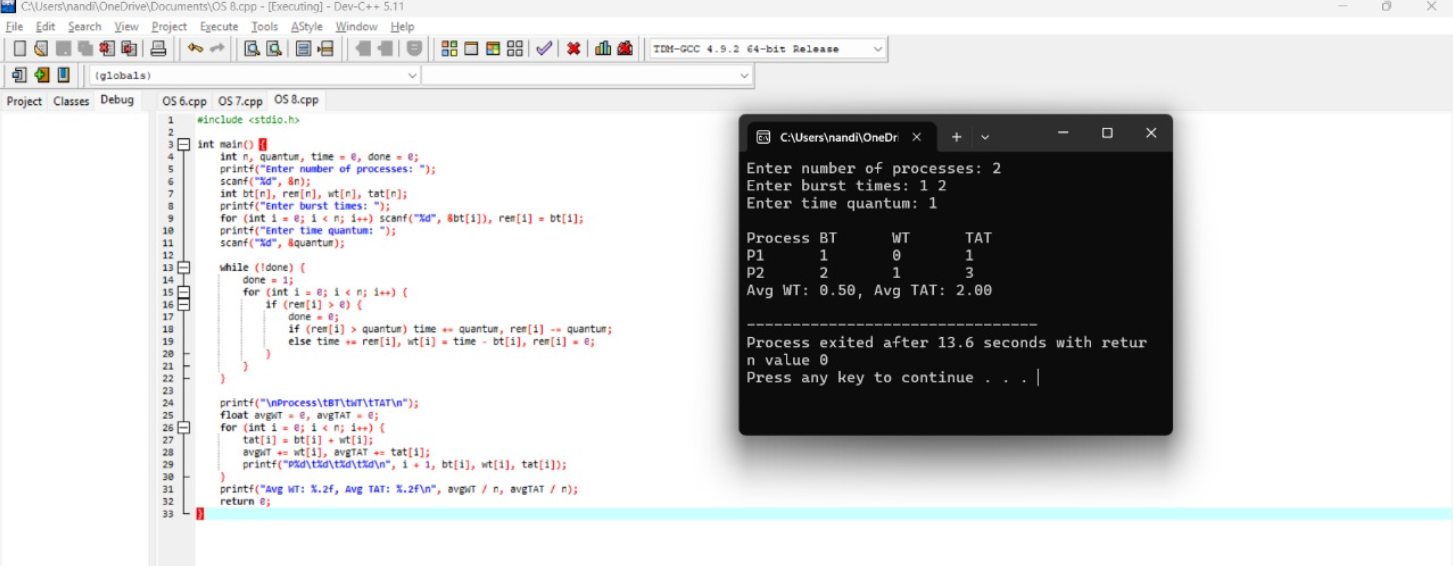 C:\Users\nandi\OneDrive\Documents\OS 8.cpp - [Executing] - Dev-C++ 5.11
File Edit Search View Project Execute Tools AStyle Window Help
TDM-GCC 4.9.2 64-bit Release
(globals)
Project Classes Debug OS 6.cpp OS 7.cpp OS 8.cpp
1 #include <stdio.h>
2
3 int main() {
4 int n, quantum, time = 0, done = 0;
5 printf("Enter number of processes: ");
6 scanf("%d", &n);
7 int bt[n], rem[n], wt[n], tat[n];
8 printf("Enter burst times: ");
9 for (int i = 0; i < n; i++) scanf("%d", &bt[i]), rem[i] = bt[i];
10 printf("Enter time quantum: ");
11 scanf("%d", &quantum);
12
13 while (!done) {
14 done = 1;
15 for (int i = 0; i < n; i++) {
16 if (rem[i] > 0) {
17 done = 0;
18 if (rem[i] > quantum) time += quantum, rem[i] -= quantum;
19 else time += rem[i], wt[i] = time - bt[i], rem[i] = 0;
20 }
21 }
22 }
23
24 printf("\nProcess\tBT\tWT\tTAT\n");
25 float avgWT = 0, avgTAT = 0;
26 for (int i = 0; i < n; i++) {
27 tat[i] = bt[i] + wt[i];
28 avgWT += wt[i], avgTAT += tat[i];
29 printf("P%d\t%d\t%d\t%d\n", i + 1, bt[i], wt[i], tat[i]);
30 }
31 printf("Avg WT: %.2f, Avg TAT: %.2f\n", avgWT / n, avgTAT / n);
32 return 0;
33 }
C:\Users\nandi\OneDri
Enter number of processes: 2
Enter burst times: 1 2
Enter time quantum: 1
Process BT WT TAT
P1 1 0 1
P2 2 1 3
Avg WT: 0.50, Avg TAT: 2.00
--------------------------------
Process exited after 13.6 seconds with retur
n value 0
Press any key to continue . . .